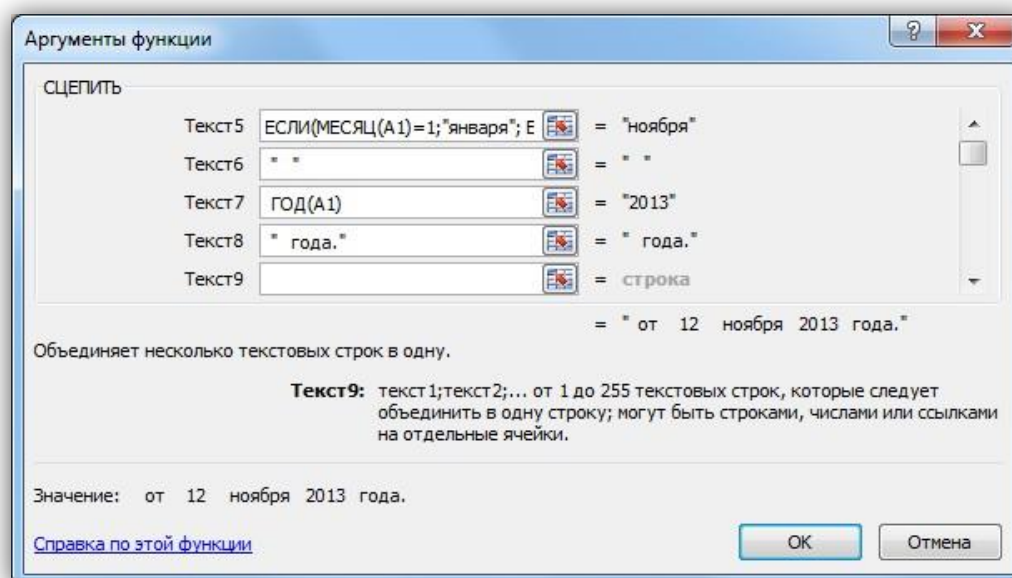 Аргументы функции
СЦЕПИТЬ
Текст5 ЕСЛИ(МЕСЯЦ(A1)=1;"января"; Е = "ноября"
Текст6 " " = " "
Текст7 ГОД(A1) = "2013"
Текст8 " года." = " года."
Текст9 = строка
= " от 12 ноября 2013 года."
Объединяет несколько текстовых строк в одну.
Текст9: текст1;текст2;... от 1 до 255 текстовых строк, которые следует
объединить в одну строку; могут быть строками, числами или ссылками
на отдельные ячейки.
Значение: от 12 ноября 2013 года.
Справка по этой функции
ОК Отмена